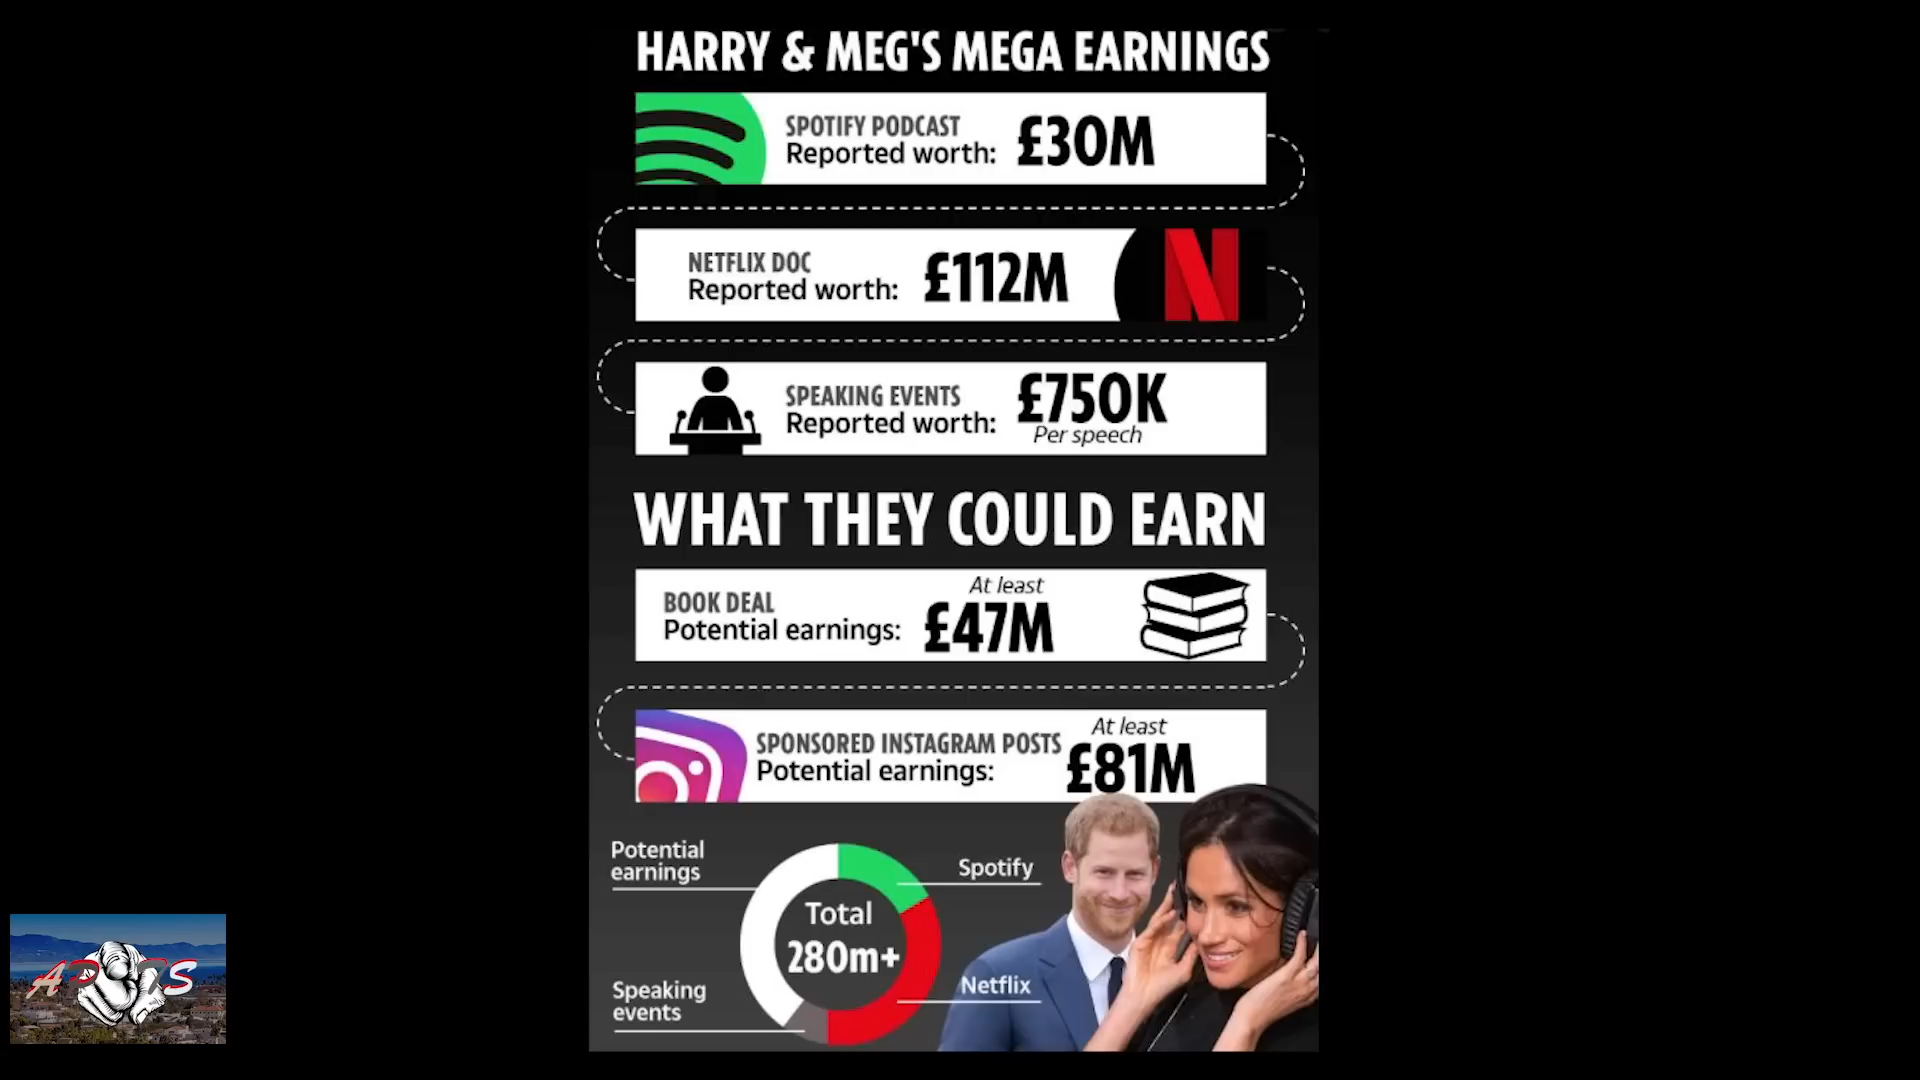 HARRY & MEG'S MEGA EARNINGS
SPOTIFY PODCAST
Reported worth: £30M
NETFLIX DOC
Reported worth: £112M
SPEAKING EVENTS
Reported worth: £750K
Per speech
WHAT THEY COULD EARN
BOOK DEAL
Potential earnings:
At least
£47M
SPONSORED INSTAGRAM POSTS
Potential earnings:
At least
£81M
Potential
earnings
Spotify
Total
280m+
Netflix
Speaking
events